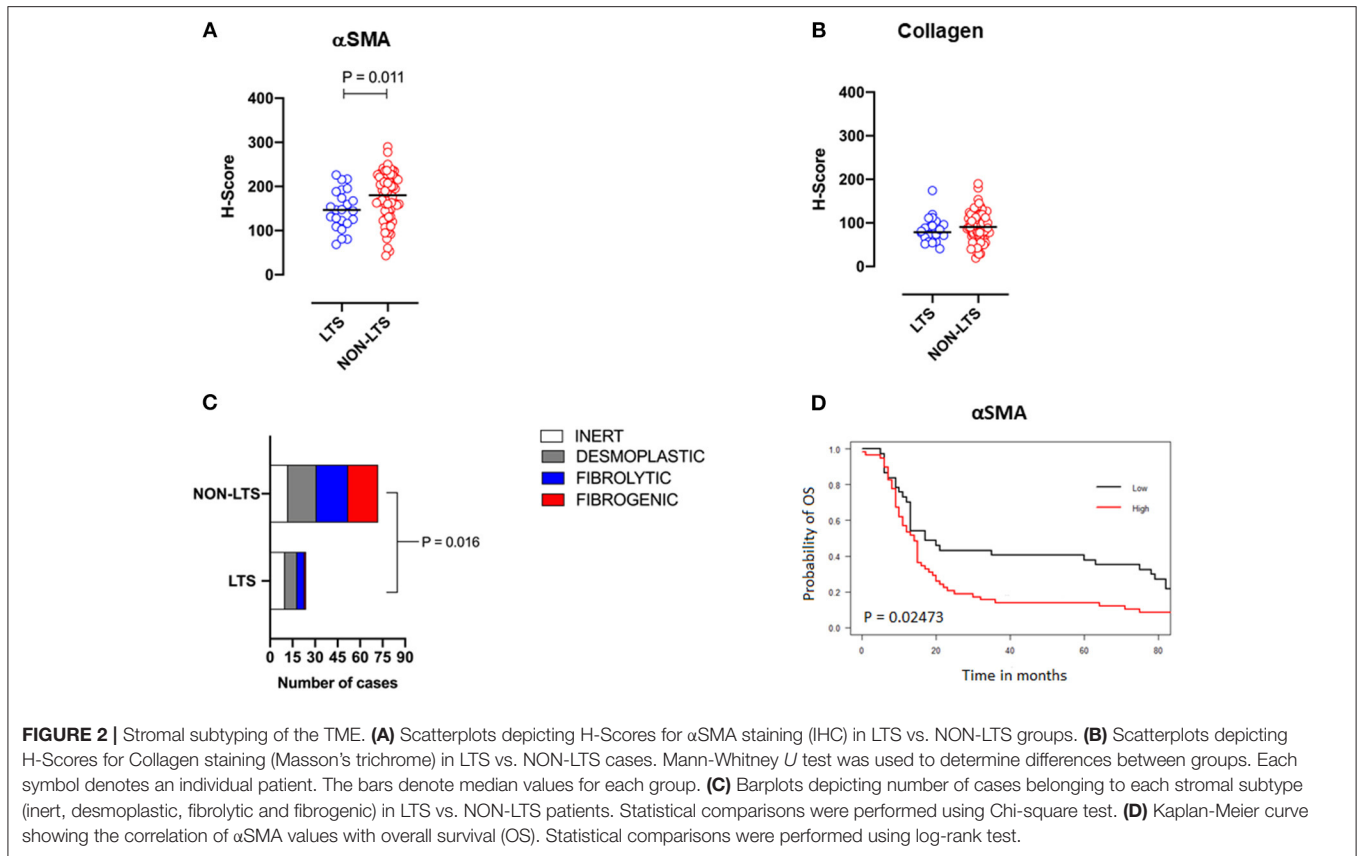 A
αSMA
P = 0.011
400
300
200
100
0
H-Score
LTS
NON-LTS
B
Collagen
400
300
200
100
0
H-Score
LTS
NON-LTS
C
NON-LTS
LTS
P = 0.016
0 15 30 45 60 75 90
Number of cases
INERT
DESMOPLASTIC
FIBROLYTIC
FIBROGENIC
D
αSMA
1.0
0.8
0.6
0.4
0.2
0.0
Probability of OS
Low
High
P = 0.02473
0 20 40 60 80
Time in months
FIGURE 2 | Stromal subtyping of the TME. (A) Scatterplots depicting H-Scores for αSMA staining (IHC) in LTS vs. NON-LTS groups. (B) Scatterplots depicting
H-Scores for Collagen staining (Masson's trichrome) in LTS vs. NON-LTS cases. Mann-Whitney U test was used to determine differences between groups. Each
symbol denotes an individual patient. The bars denote median values for each group. (C) Barplots depicting number of cases belonging to each stromal subtype
(inert, desmoplastic, fibrolytic and fibrogenic) in LTS vs. NON-LTS patients. Statistical comparisons were performed using Chi-square test. (D) Kaplan-Meier curve
showing the correlation of αSMA values with overall survival (OS). Statistical comparisons were performed using log-rank test.